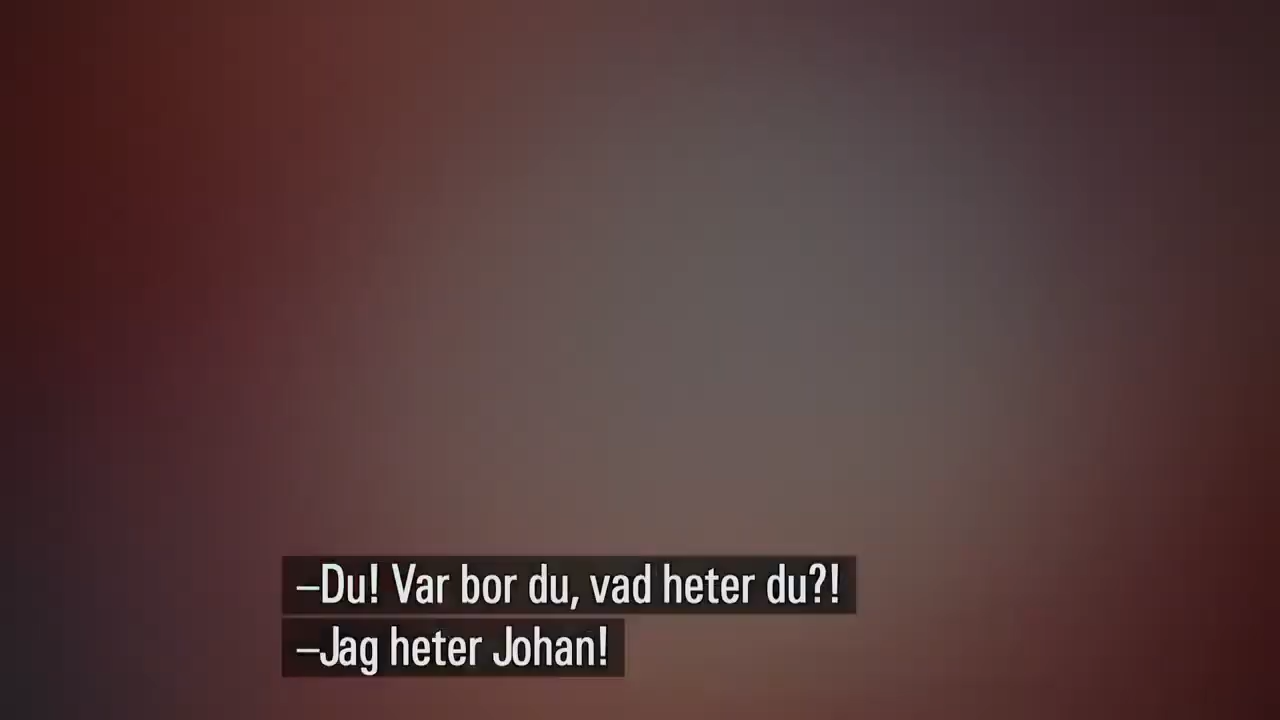 –Du! Var bor du, vad heter du?!
–Jag heter Johan!